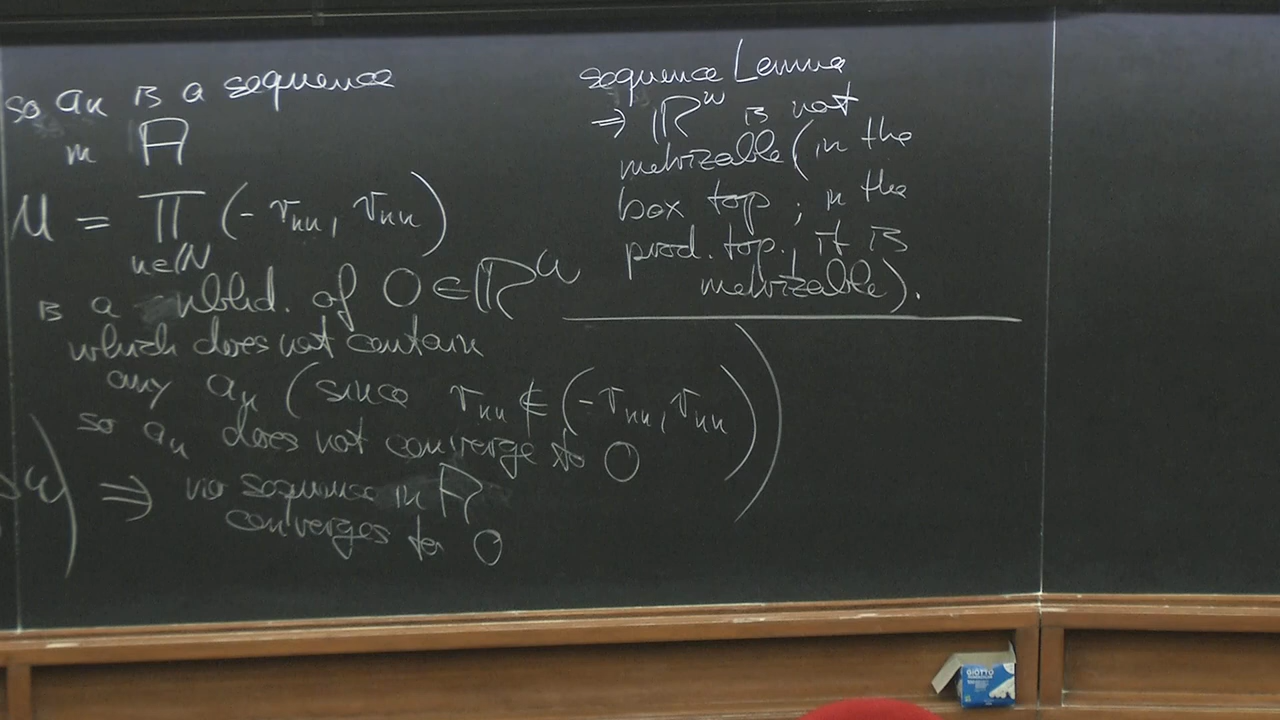 so aₙ is a sequence
in A
U = ∏ (-rₙₙ, rₙₙ)
n∈ℕ
is a nbhd. of 0 ∈ ℝ^ω
which does not contain
any aₙ (since rₙₙ ∉ (-rₙₙ, rₙₙ))
so aₙ does not converge to 0
⇒ no sequence in A
converges to 0
sequence Lemma
⇒ ℝ^ω is not
metrizable (in the
box top ; in the
prod. top. it is
metrizable).
GIOTTO